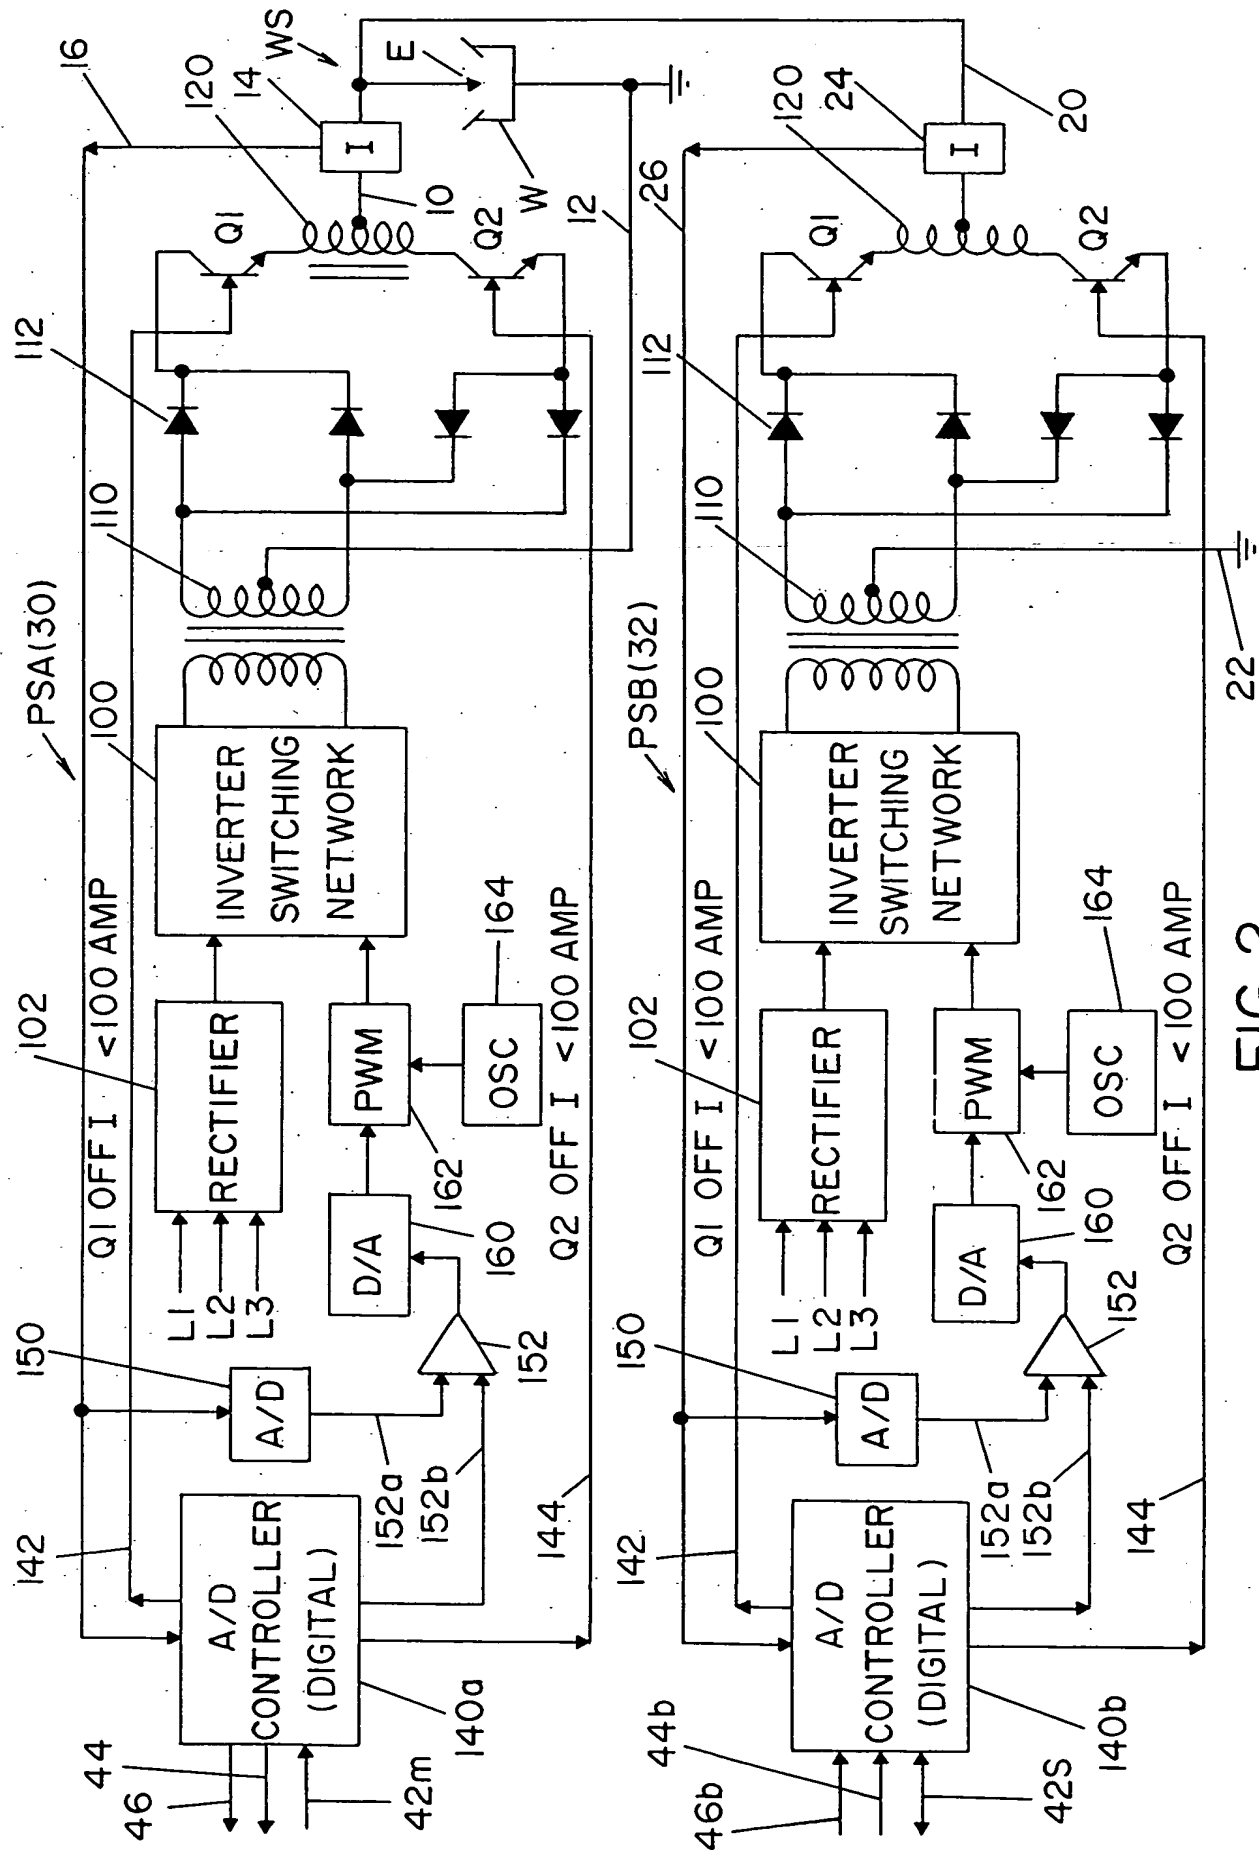 PSA(30)
46
44
42m
140a
A/D
CONTROLLER
(DIGITAL)
142
144
150
A/D
152a
152b
152
L1
L2
L3
102
RECTIFIER
D/A
160
PWM
162
OSC
164
Q1 OFF I <100 AMP
Q2 OFF I <100 AMP
100
INVERTER
SWITCHING
NETWORK
110
112
Q1
Q2
120
14
I
10
16
WS
E
W
12
PSB(32)
46b
44b
42S
140b
A/D
CONTROLLER
(DIGITAL)
142
144
150
A/D
152a
152b
152
L1
L2
L3
102
RECTIFIER
D/A
160
PWM
162
OSC
164
Q1 OFF I <100 AMP
Q2 OFF I <100 AMP
100
INVERTER
SWITCHING
NETWORK
110
112
Q1
Q2
120
24
I
26
20
22